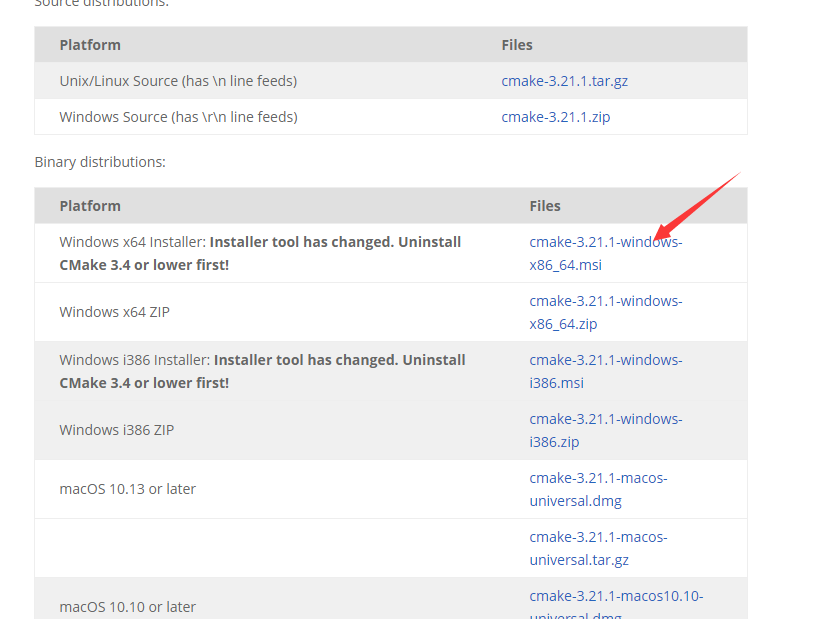 Source distributions:
Platform Files
Unix/Linux Source (has \n line feeds) cmake-3.21.1.tar.gz
Windows Source (has \r\n line feeds) cmake-3.21.1.zip
Binary distributions:
Platform Files
Windows x64 Installer: Installer tool has changed. Uninstall
CMake 3.4 or lower first!
cmake-3.21.1-windows-
x86_64.msi
Windows x64 ZIP
cmake-3.21.1-windows-
x86_64.zip
Windows i386 Installer: Installer tool has changed. Uninstall
CMake 3.4 or lower first!
cmake-3.21.1-windows-
i386.msi
Windows i386 ZIP
cmake-3.21.1-windows-
i386.zip
macOS 10.13 or later
cmake-3.21.1-macos-
universal.dmg
cmake-3.21.1-macos-
universal.tar.gz
macOS 10.10 or later
cmake-3.21.1-macos10.10-
universal.dmg